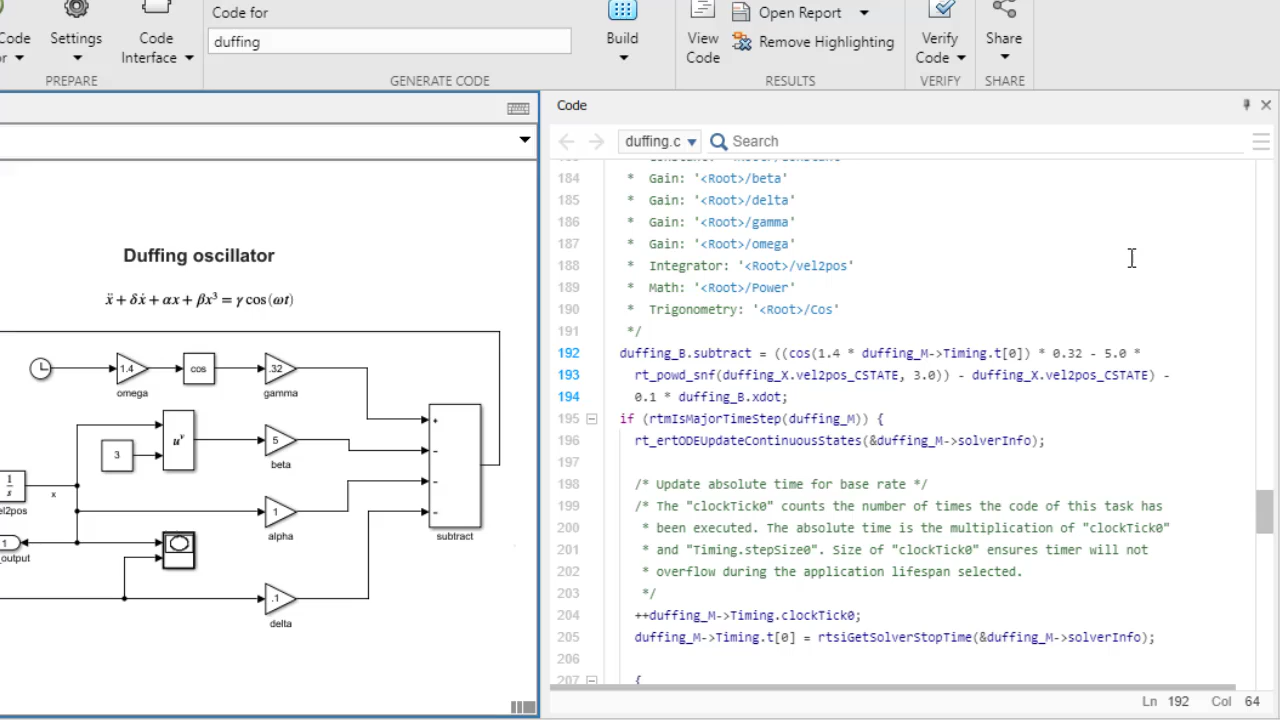 Code
or
Settings
Code
Interface
PREPARE
Code for
duffing
GENERATE CODE
Build
View
Code
Open Report
Remove Highlighting
RESULTS
Verify
Code
VERIFY
Share
SHARE
Duffing oscillator
ẍ + δẋ + αx + βx³ = γ cos(ωt)
1.4
omega
cos
.32
gamma
3
uᵛ
5
beta
1
s
el2pos
x
1
alpha
+
-
-
-
subtract
1
_output
.1
delta
Code
duffing.c
Search
184 * Gain: '<Root>/beta'
185 * Gain: '<Root>/delta'
186 * Gain: '<Root>/gamma'
187 * Gain: '<Root>/omega'
188 * Integrator: '<Root>/vel2pos'
189 * Math: '<Root>/Power'
190 * Trigonometry: '<Root>/Cos'
191 */
192 duffing_B.subtract = ((cos(1.4 * duffing_M->Timing.t[0]) * 0.32 - 5.0 *
193 rt_powd_snf(duffing_X.vel2pos_CSTATE, 3.0)) - duffing_X.vel2pos_CSTATE) -
194 0.1 * duffing_B.xdot;
195 if (rtmIsMajorTimeStep(duffing_M)) {
196 rt_ertODEUpdateContinuousStates(&duffing_M->solverInfo);
197
198 /* Update absolute time for base rate */
199 /* The "clockTick0" counts the number of times the code of this task has
200 * been executed. The absolute time is the multiplication of "clockTick0"
201 * and "Timing.stepSize0". Size of "clockTick0" ensures timer will not
202 * overflow during the application lifespan selected.
203 */
204 ++duffing_M->Timing.clockTick0;
205 duffing_M->Timing.t[0] = rtsiGetSolverStopTime(&duffing_M->solverInfo);
206
207 {
Ln 192 Col 64